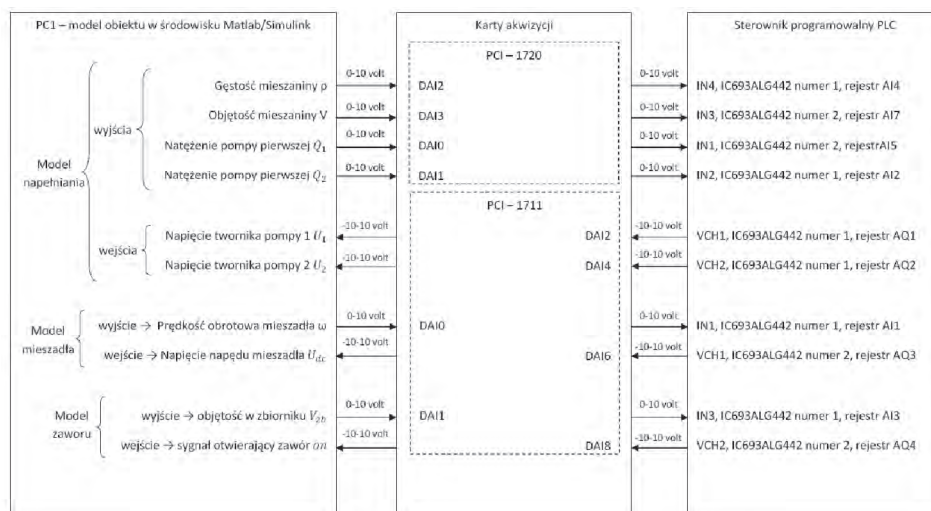 PC1 – model obiektu w środowisku Matlab/Simulink
Karty akwizycji
Sterownik programowalny PLC
PCI – 1720
Model napełniania
wyjścia
Gęstość mieszaniny ρ
0-10 volt
DAI2
0-10 volt
IN4, IC693ALG442 numer 1, rejestr AI4
Objętość mieszaniny V
0-10 volt
DAI3
0-10 volt
IN3, IC693ALG442 numer 2, rejestr AI7
Natężenie pompy pierwszej Q₁
0-10 volt
DAI0
0-10 volt
IN1, IC693ALG442 numer 2, rejestrAI5
Natężenie pompy pierwszej Q₂
0-10 volt
DAI1
0-10 volt
IN2, IC693ALG442 numer 1, rejestr AI2
PCI – 1711
wejścia
Napięcie twornika pompy 1 U₁
-10-10 volt
DAI2
-10-10 volt
VCH1, IC693ALG442 numer 1, rejestr AQ1
Napięcie twornika pompy 2 U₂
-10-10 volt
DAI4
-10-10 volt
VCH2, IC693ALG442 numer 1, rejestr AQ2
Model mieszadła
wyjście → Prędkość obrotowa mieszadła ω
0-10 volt
DAI0
0-10 volt
IN1, IC693ALG442 numer 1, rejestr AI1
wejście → Napięcie napędu mieszadła U_dc
-10-10 volt
DAI6
-10-10 volt
VCH1, IC693ALG442 numer 2, rejestr AQ3
Model zaworu
wyjście → objętość w zbiorniku V_zb
0-10 volt
DAI1
0-10 volt
IN3, IC693ALG442 numer 1, rejestr AI3
wejście → sygnał otwierający zawór on
-10-10 volt
DAI8
-10-10 volt
VCH2, IC693ALG442 numer 2, rejestr AQ4